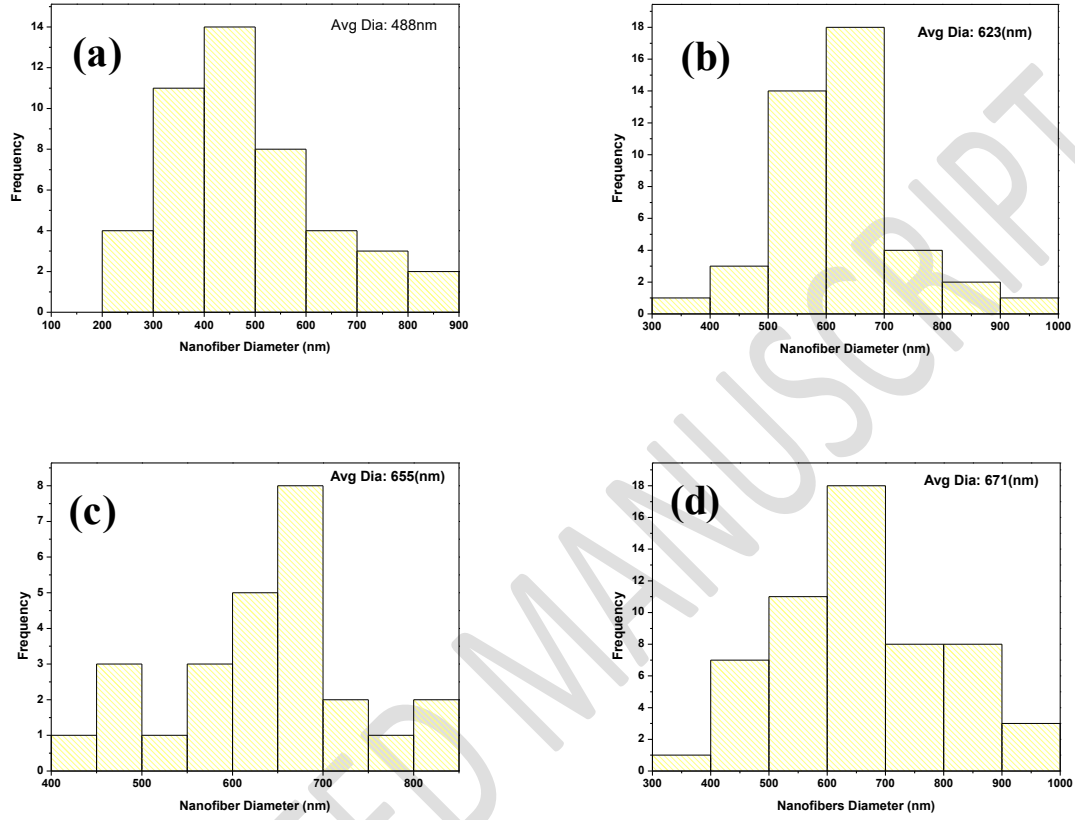 Avg Dia: 488nm
(a)
14
12
10
8
6
4
2
0
100 200 300 400 500 600 700 800 900
Frequency
Nanofiber Diameter (nm)
Avg Dia: 623(nm)
(b)
18
16
14
12
10
8
6
4
2
0
300 400 500 600 700 800 900 1000
Frequency
Nanofiber Diameter (nm)
Avg Dia: 655(nm)
(c)
8
7
6
5
4
3
2
1
0
400 500 600 700 800
Frequency
Nanofiber Diameter (nm)
Avg Dia: 671(nm)
(d)
18
16
14
12
10
8
6
4
2
0
300 400 500 600 700 800 900 1000
Frequency
Nanofibers Diameter (nm)
MANUSCRIPT